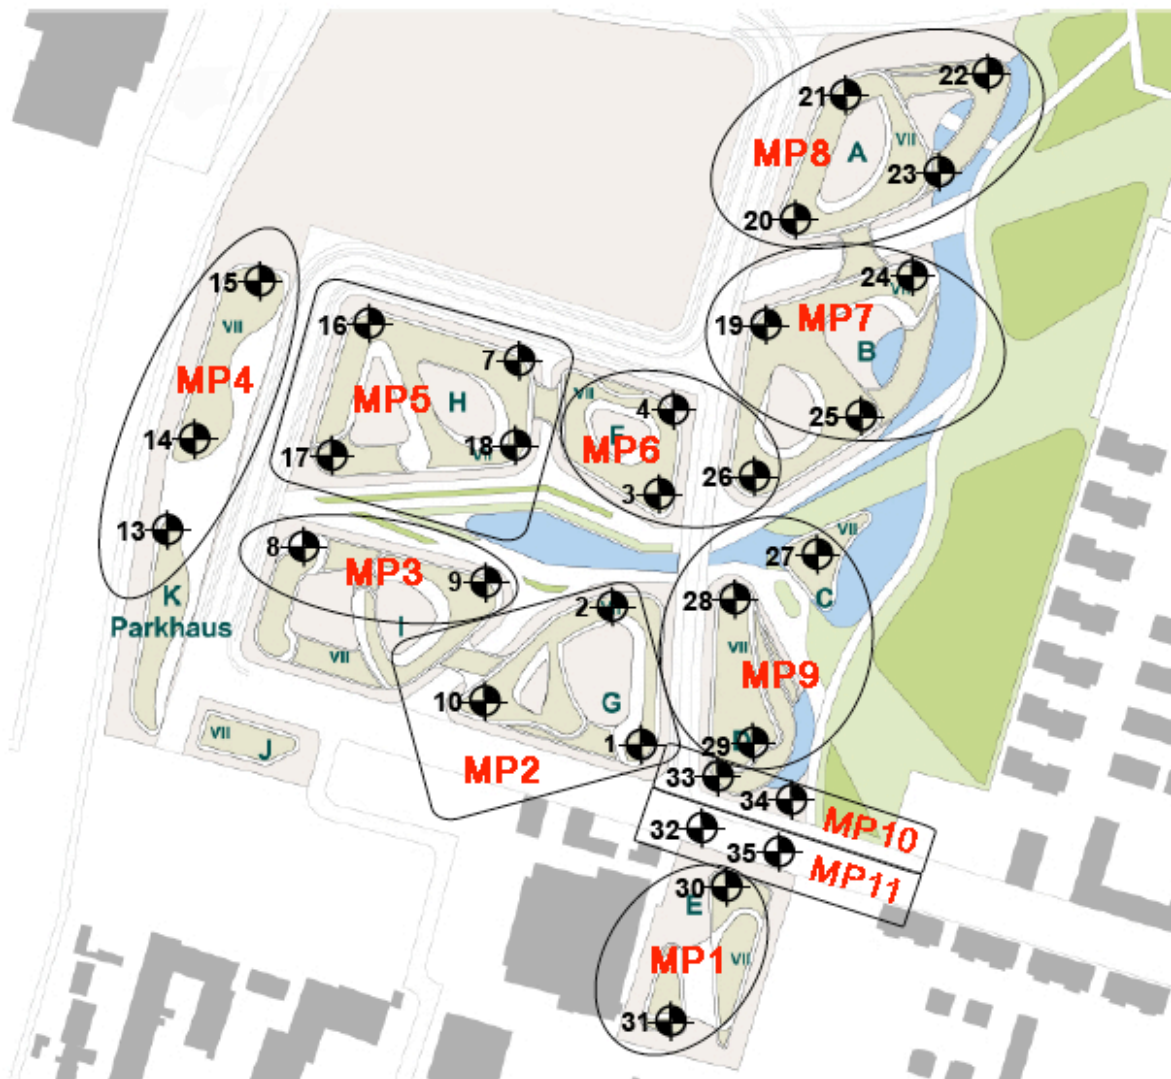 22
21
VII
MP8
A
23
20
15
24
VII
VII
16
19
MP7
7
B
MP4
MP5
H
VII
4
F
25
14
17
18
VII
MP6
26
3
13
VII
8
27
MP3
9
K
2
VII
28
C
Parkhaus
I
VII
VII
MP9
10
G
VII
J
1
29
D
MP2
33
34
MP10
32
35
MP11
30
E
MP1
VII
31